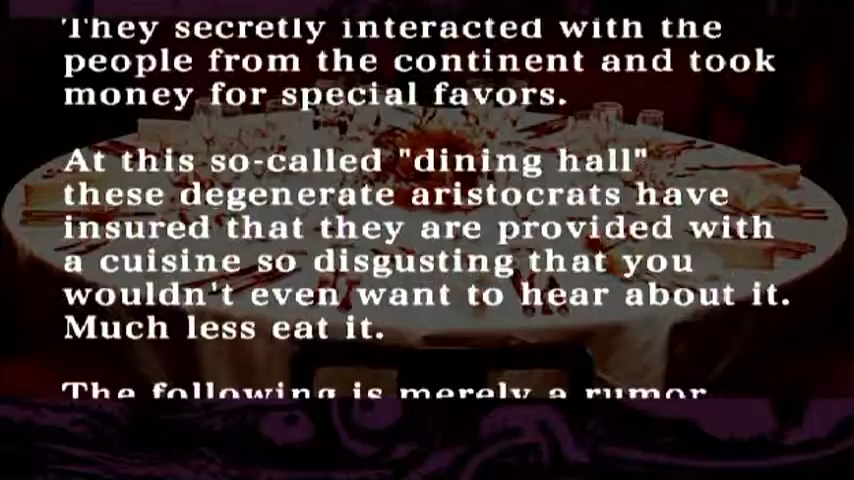 They secretly interacted with the
people from the continent and took
money for special favors.
At this so-called "dining hall"
these degenerate aristocrats have
insured that they are provided with
a cuisine so disgusting that you
wouldn't even want to hear about it.
Much less eat it.
The following is merely a rumor